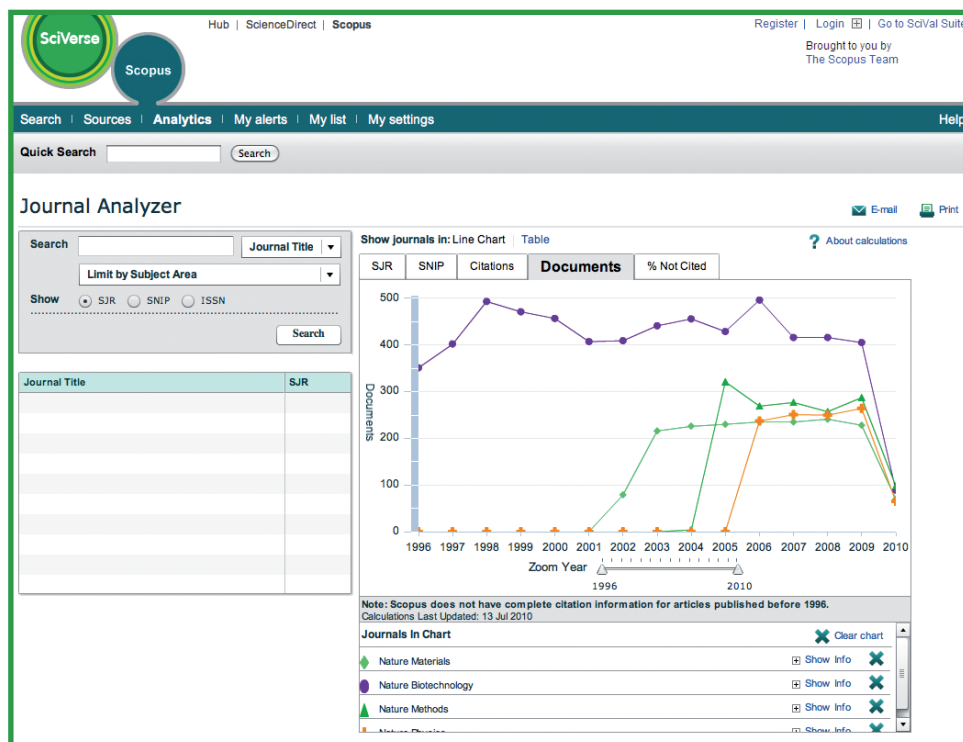 Hub | ScienceDirect | Scopus
Register | Login | Go to SciVal Suite
SciVerse
Scopus
Brought to you by
The Scopus Team
Search | Sources | Analytics | My alerts | My list | My settings
Help
Quick Search
Search
Journal Analyzer
E-mail
Print
Search
Journal Title
Limit by Subject Area
Show SJR SNIP ISSN
Search
Journal Title
SJR
Show journals in: Line Chart | Table
? About calculations
SJR
SNIP
Citations
Documents
% Not Cited
500
400
300
200
100
0
Documents
1996 1997 1998 1999 2000 2001 2002 2003 2004 2005 2006 2007 2008 2009 2010
Zoom Year
1996
2010
Note: Scopus does not have complete citation information for articles published before 1996.
Calculations Last Updated: 13 Jul 2010
Journals In Chart
Clear chart
Nature Materials
Show Info
Nature Biotechnology
Show Info
Nature Methods
Show Info
Nature Physics
Show Info